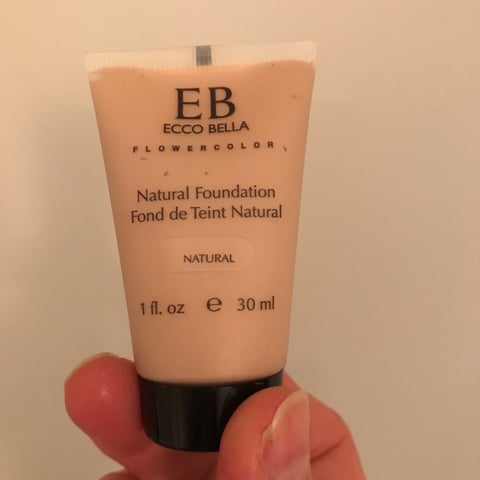 EB
ECCO BELLA
FLOWERCOLOR
Natural Foundation
Fond de Teint Natural
NATURAL
1 fl. oz e 30 ml